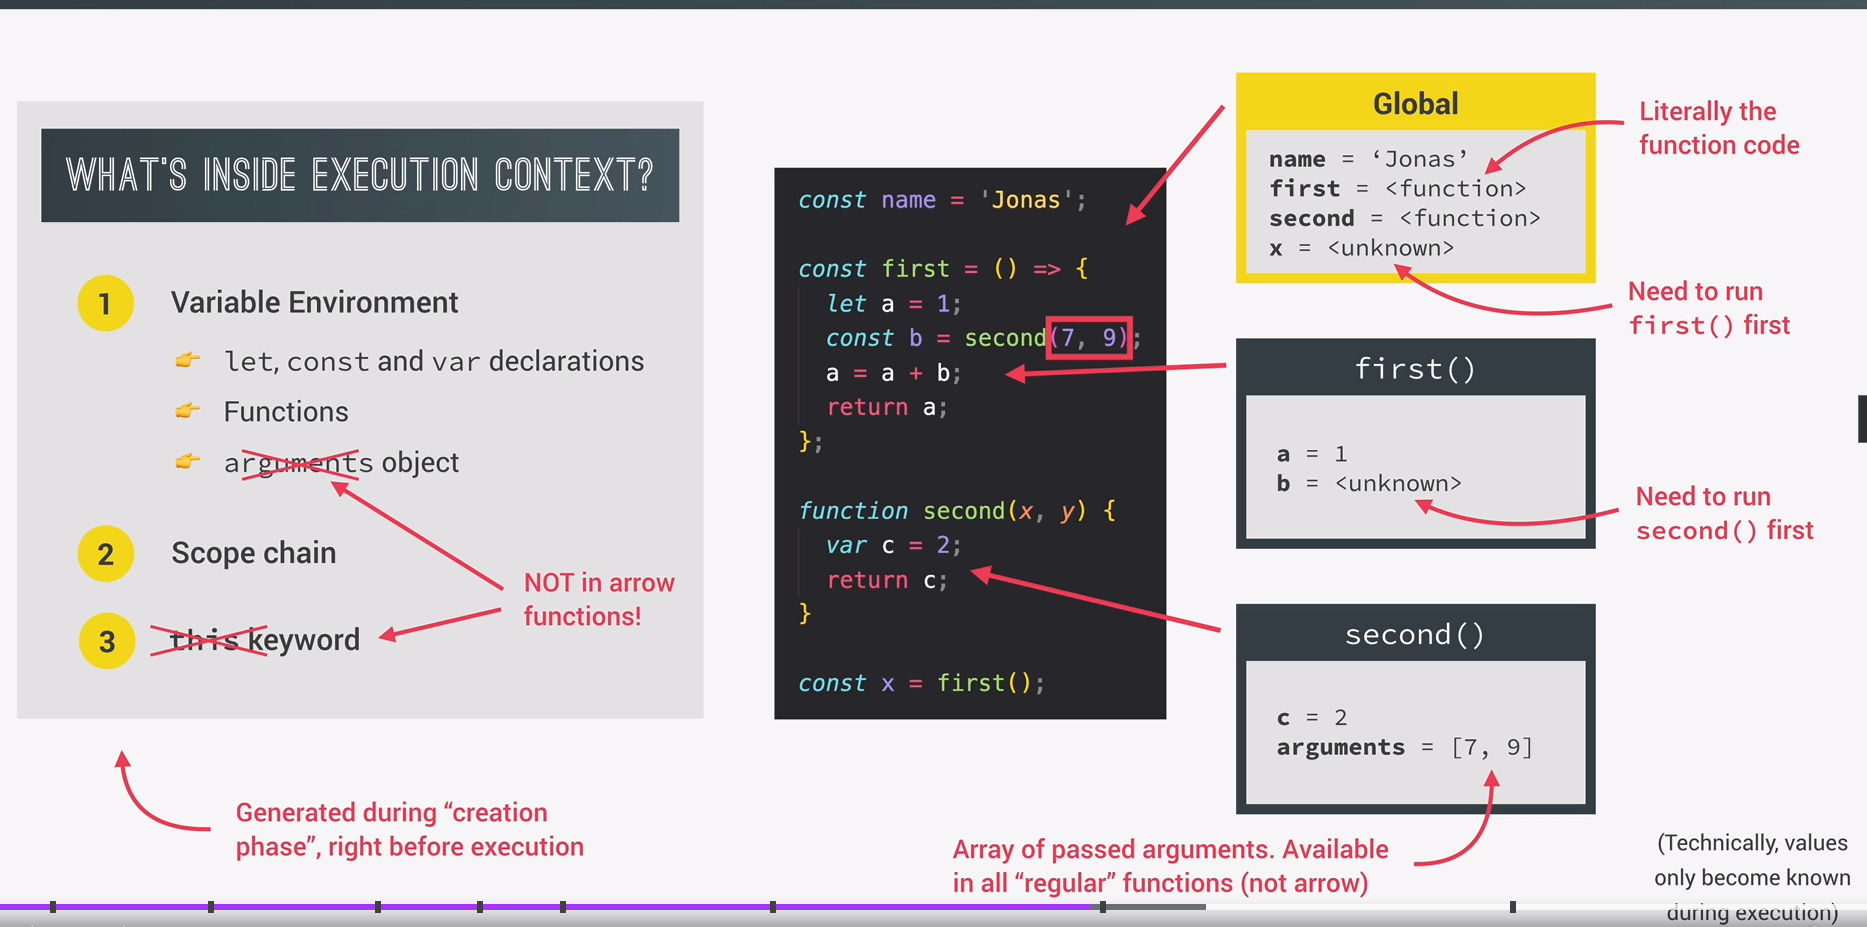 WHAT'S INSIDE EXECUTION CONTEXT?
1 Variable Environment
👉 let, const and var declarations
👉 Functions
👉 arguments object
2 Scope chain
3 this keyword
NOT in arrow
functions!
Generated during “creation
phase”, right before execution
const name = 'Jonas';
const first = () => {
let a = 1;
const b = second(7, 9);
a = a + b;
return a;
};
function second(x, y) {
var c = 2;
return c;
}
const x = first();
Global
name = ‘Jonas’
first = <function>
second = <function>
x = <unknown>
Literally the
function code
Need to run
first() first
first()
a = 1
b = <unknown>
Need to run
second() first
second()
c = 2
arguments = [7, 9]
Array of passed arguments. Available
in all “regular” functions (not arrow)
(Technically, values
only become known
during execution)